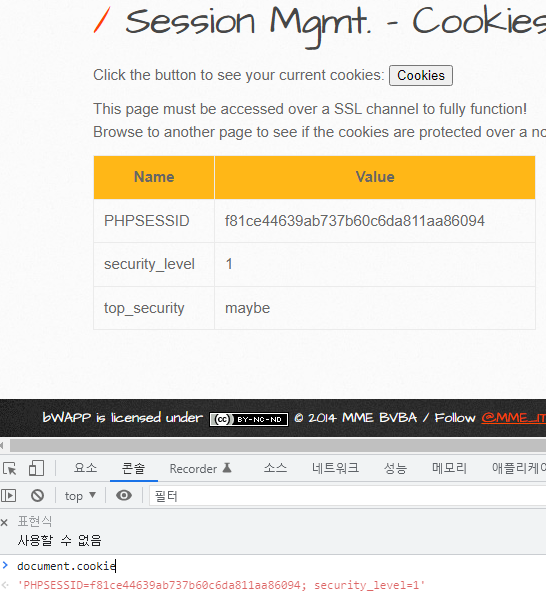 / Session Mgmt. - Cookies
Click the button to see your current cookies: Cookies
This page must be accessed over a SSL channel to fully function!
Browse to another page to see if the cookies are protected over a
Name Value
PHPSESSID f81ce44639ab737b60c6da811aa86094
security_level 1
top_security maybe
bWAPP is licensed under (cc) BY-NC-ND © 2014 MME BVBA / Follow @MME_IT
요소 콘솔 Recorder 소스 네트워크 성능 메모리 애플리케이
top ▼ 필터
× 표현식
사용할 수 없음
> document.cookie
'PHPSESSID=f81ce44639ab737b60c6da811aa86094; security_level=1'